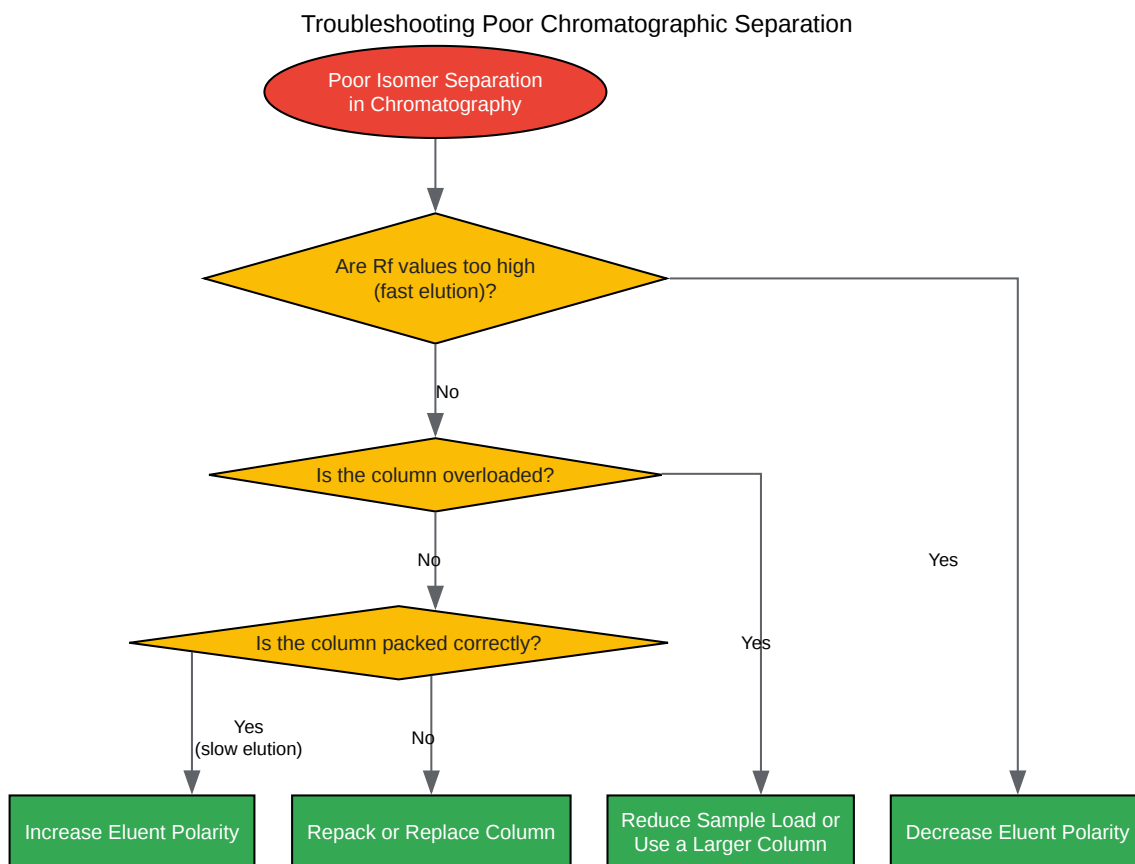 Troubleshooting Poor Chromatographic Separation
Poor Isomer Separation
in Chromatography
Are Rf values too high
(fast elution)?
No
Is the column overloaded?
No
Yes
Is the column packed correctly?
Yes
Yes
(slow elution)
No
Increase Eluent Polarity
Repack or Replace Column
Reduce Sample Load or
Use a Larger Column
Decrease Eluent Polarity